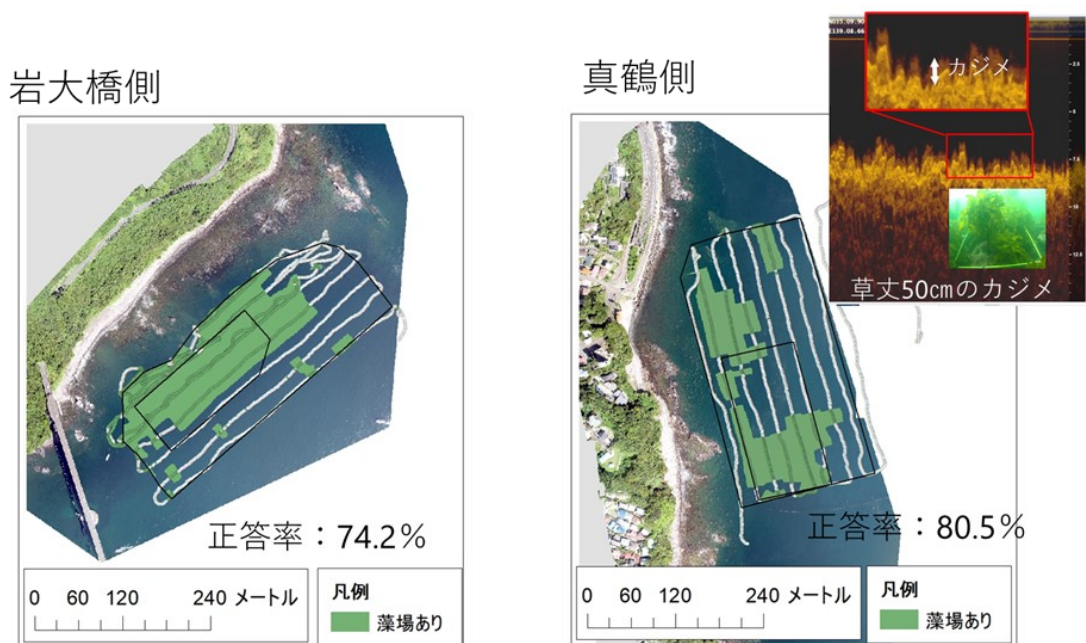 岩大橋側
正答率：74.2％
0 60 120 240 メートル
凡例
藻場あり
真鶴側
正答率：80.5％
0 60 120 240 メートル
凡例
藻場あり
カジメ
草丈50㎝のカジメ